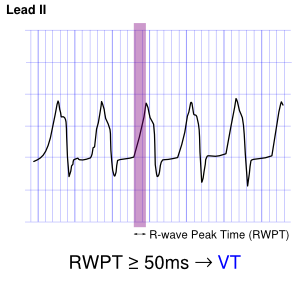 Lead II
R-wave Peak Time (RWPT)
RWPT ≥ 50ms → VT